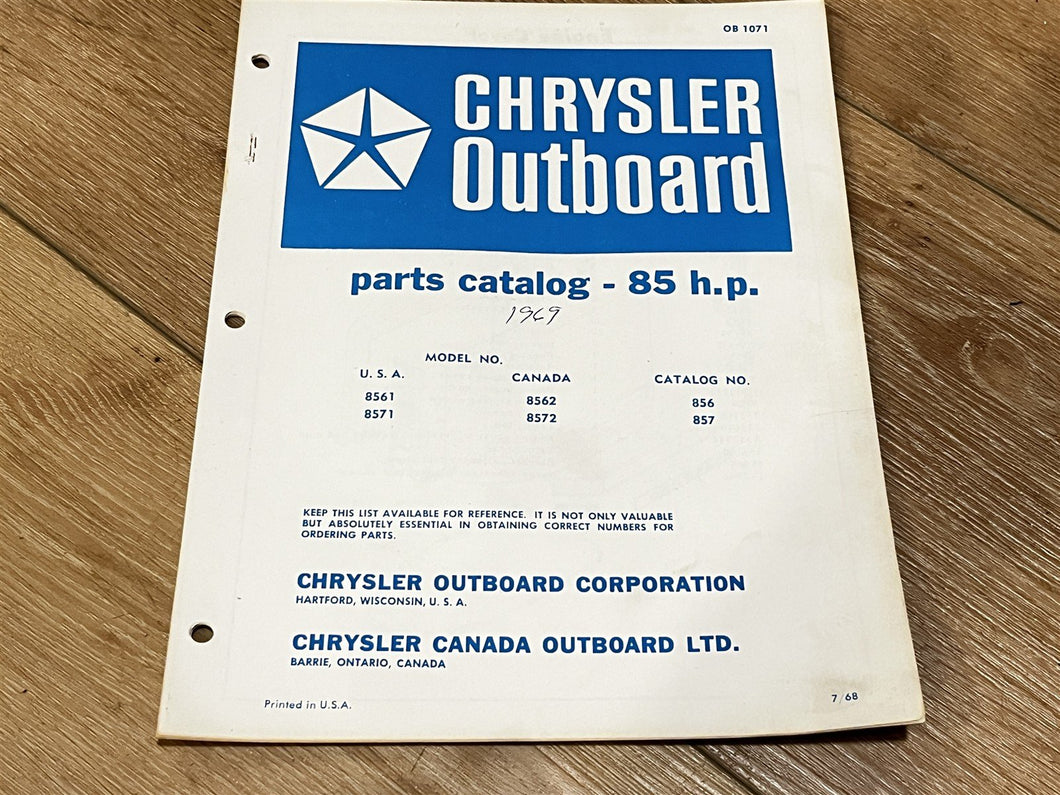 OB 1071
CHRYSLER
Outboard
parts catalog - 85 h.p.
1969
MODEL NO.
U. S. A. CANADA CATALOG NO.
8561 8562 856
8571 8572 857
KEEP THIS LIST AVAILABLE FOR REFERENCE. IT IS NOT ONLY VALUABLE
BUT ABSOLUTELY ESSENTIAL IN OBTAINING CORRECT NUMBERS FOR
ORDERING PARTS.
CHRYSLER OUTBOARD CORPORATION
HARTFORD, WISCONSIN, U. S. A.
CHRYSLER CANADA OUTBOARD LTD.
BARRIE, ONTARIO, CANADA
Printed in U.S.A.
7/68